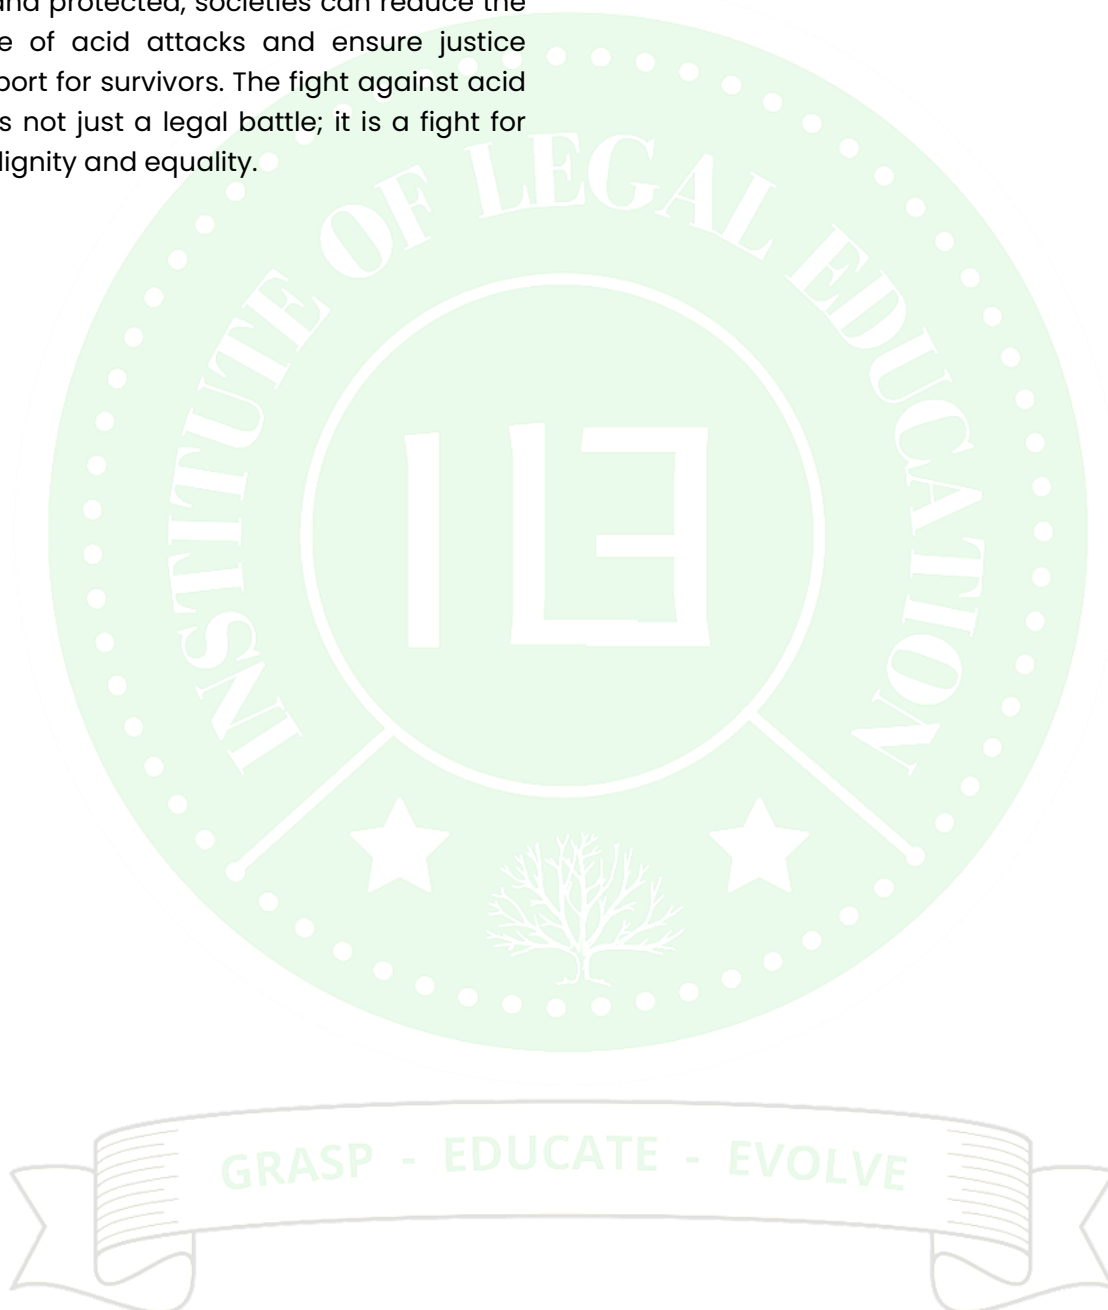 and protected, societies can reduce the
e of acid attacks and ensure justice
port for survivors. The fight against acid
s not just a legal battle; it is a fight for
dignity and equality.
INSTITUTE OF LEGAL EDUCATION
ILE
GRASP - EDUCATE - EVOLVE